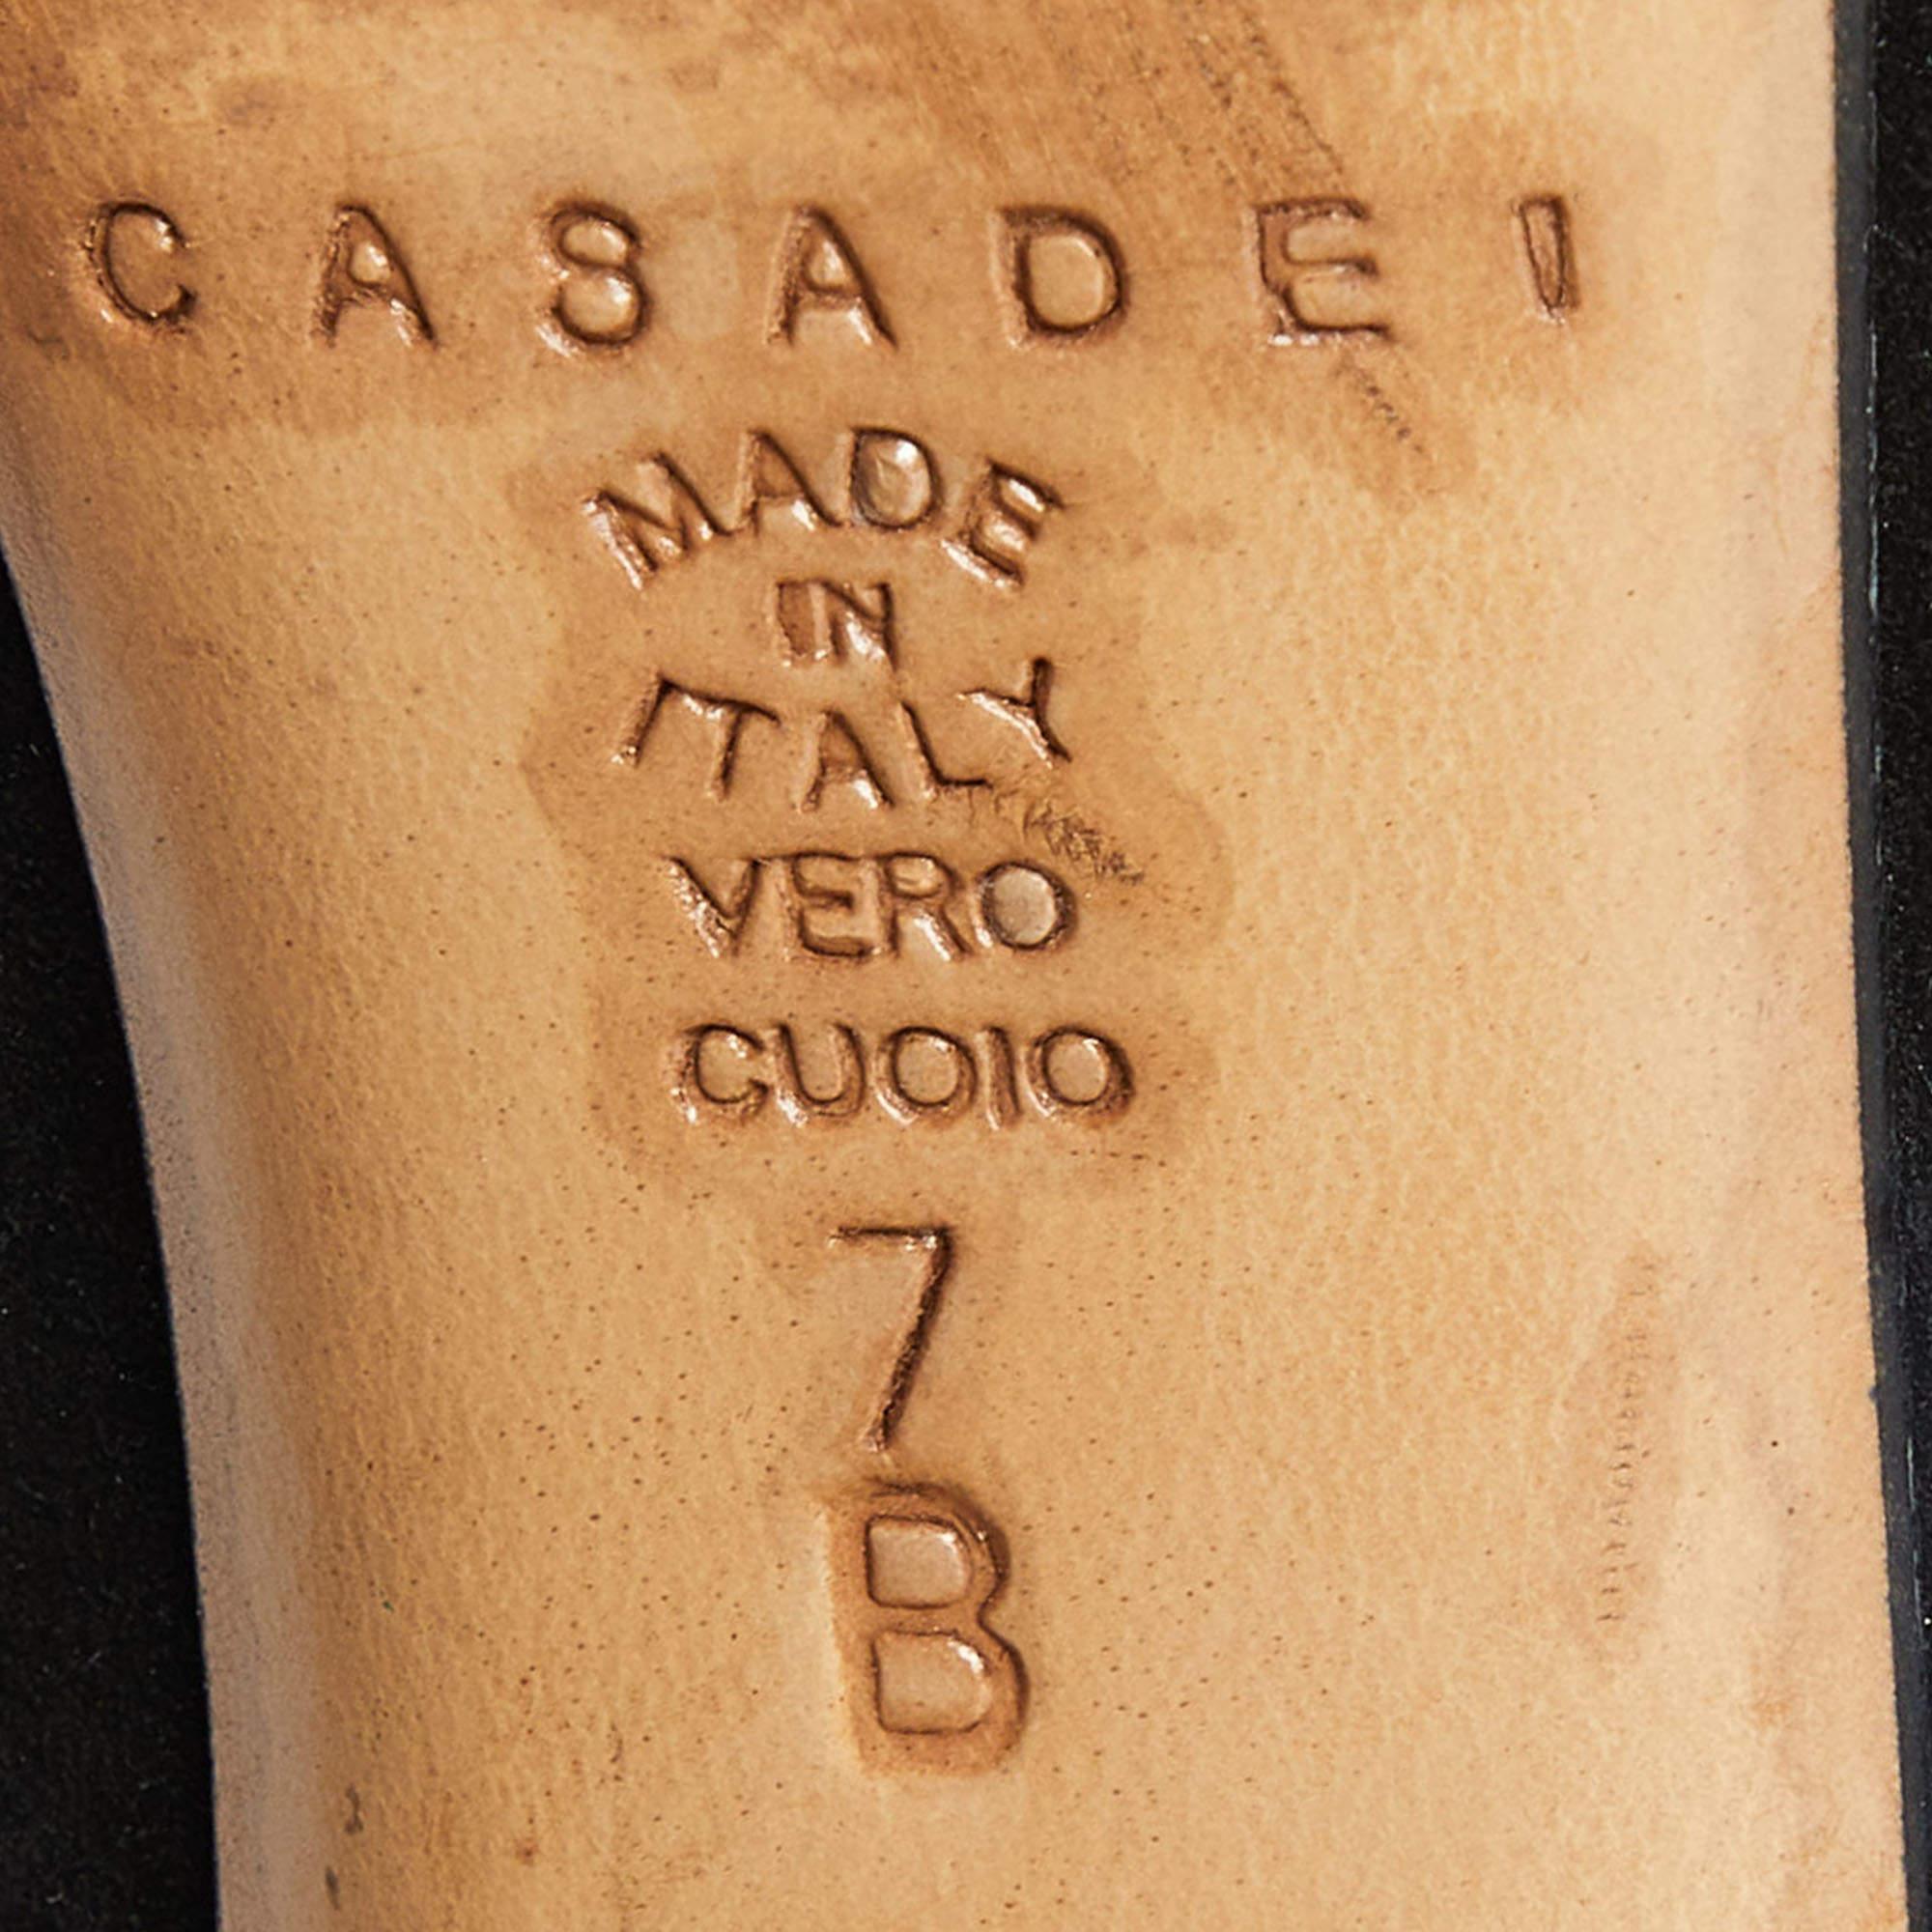 CASADEI
MADE
IN
ITALY
VERO
CUOIO
7
B